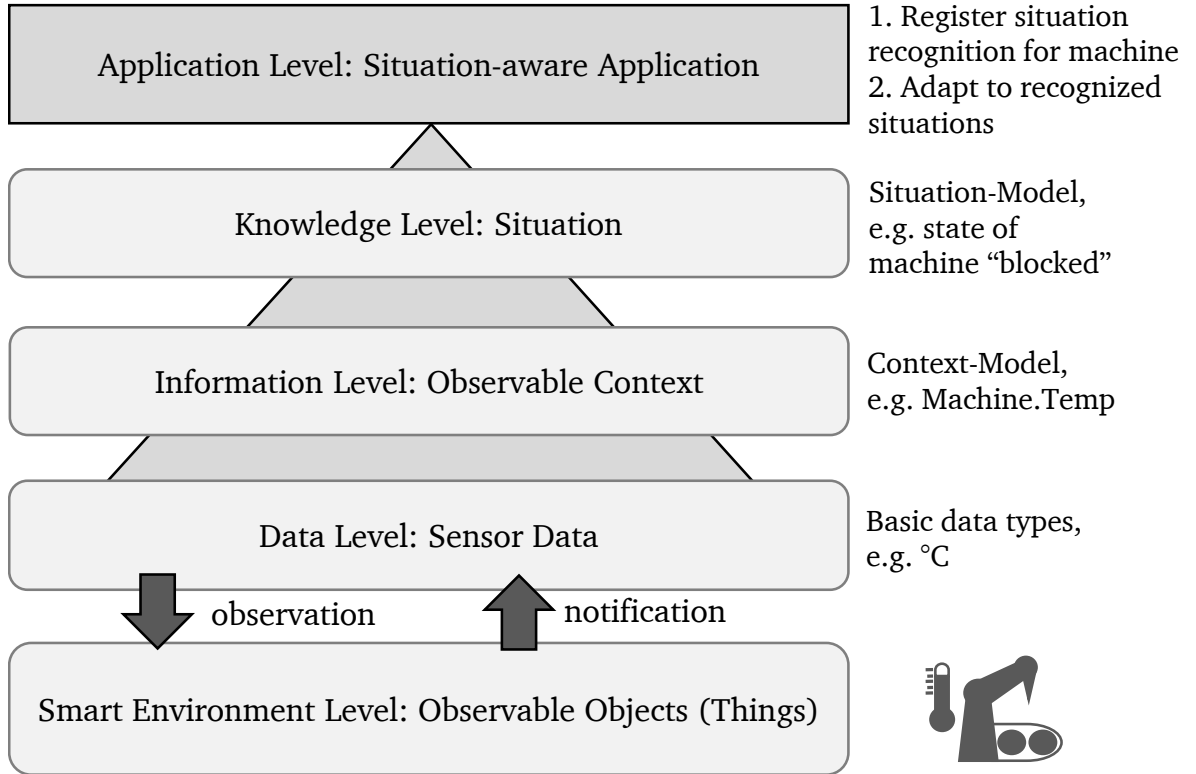 Application Level: Situation-aware Application
1. Register situation
recognition for machine
2. Adapt to recognized
situations
Knowledge Level: Situation
Situation-Model,
e.g. state of
machine “blocked”
Information Level: Observable Context
Context-Model,
e.g. Machine.Temp
Data Level: Sensor Data
Basic data types,
e.g. °C
observation
notification
Smart Environment Level: Observable Objects (Things)